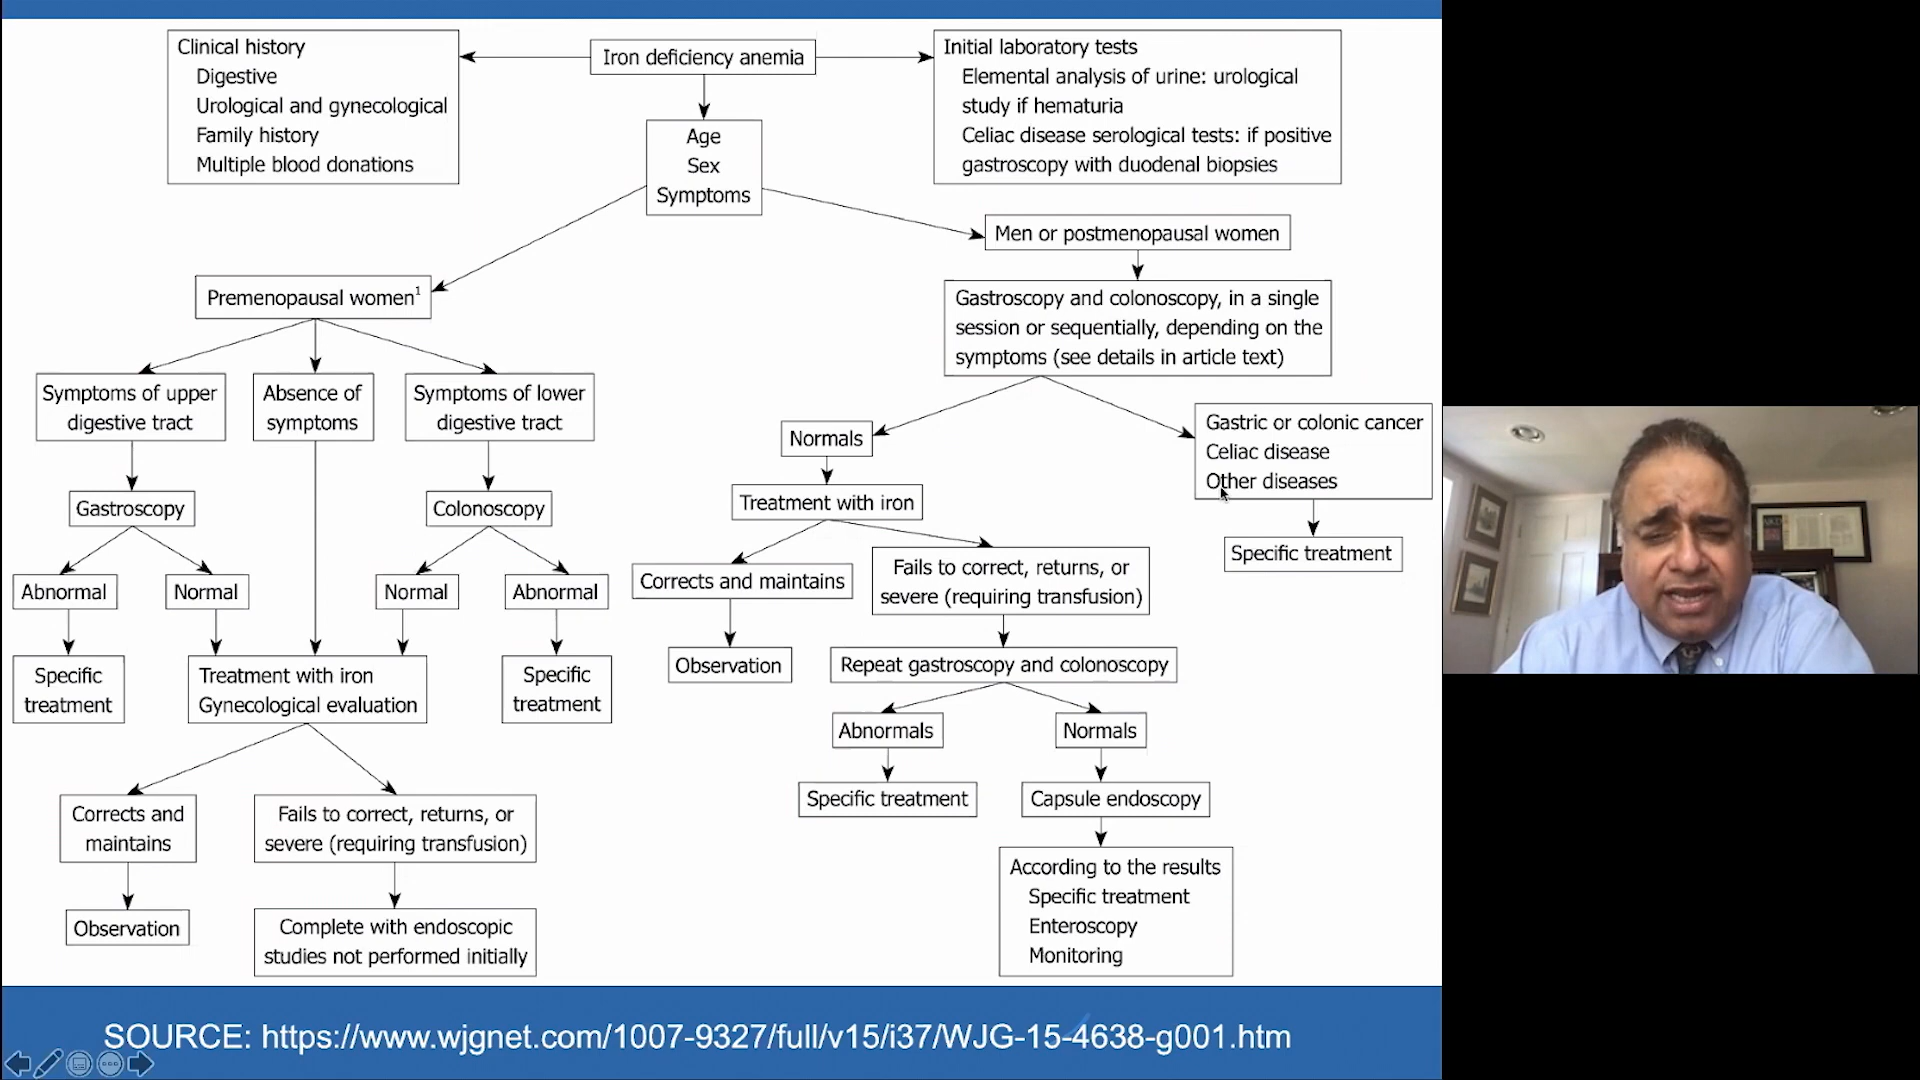 Clinical history
Digestive
Urological and gynecological
Family history
Multiple blood donations
Iron deficiency anemia
Initial laboratory tests
Elemental analysis of urine: urological
study if hematuria
Celiac disease serological tests: if positive
gastroscopy with duodenal biopsies
Age
Sex
Symptoms
Men or postmenopausal women
Premenopausal women1
Gastroscopy and colonoscopy, in a single
session or sequentially, depending on the
symptoms (see details in article text)
Symptoms of upper
digestive tract
Absence of
symptoms
Symptoms of lower
digestive tract
Normals
Gastric or colonic cancer
Celiac disease
Other diseases
Gastroscopy
Colonoscopy
Treatment with iron
Specific treatment
Abnormal
Normal
Normal
Abnormal
Corrects and maintains
Fails to correct, returns, or
severe (requiring transfusion)
Specific
treatment
Treatment with iron
Gynecological evaluation
Specific
treatment
Observation
Repeat gastroscopy and colonoscopy
Abnormals
Normals
Specific treatment
Capsule endoscopy
Corrects and
maintains
Fails to correct, returns, or
severe (requiring transfusion)
According to the results
Specific treatment
Enteroscopy
Monitoring
Observation
Complete with endoscopic
studies not performed initially
SOURCE: https://www.wjgnet.com/1007-9327/full/v15/i37/WJG-15-4638-g001.htm